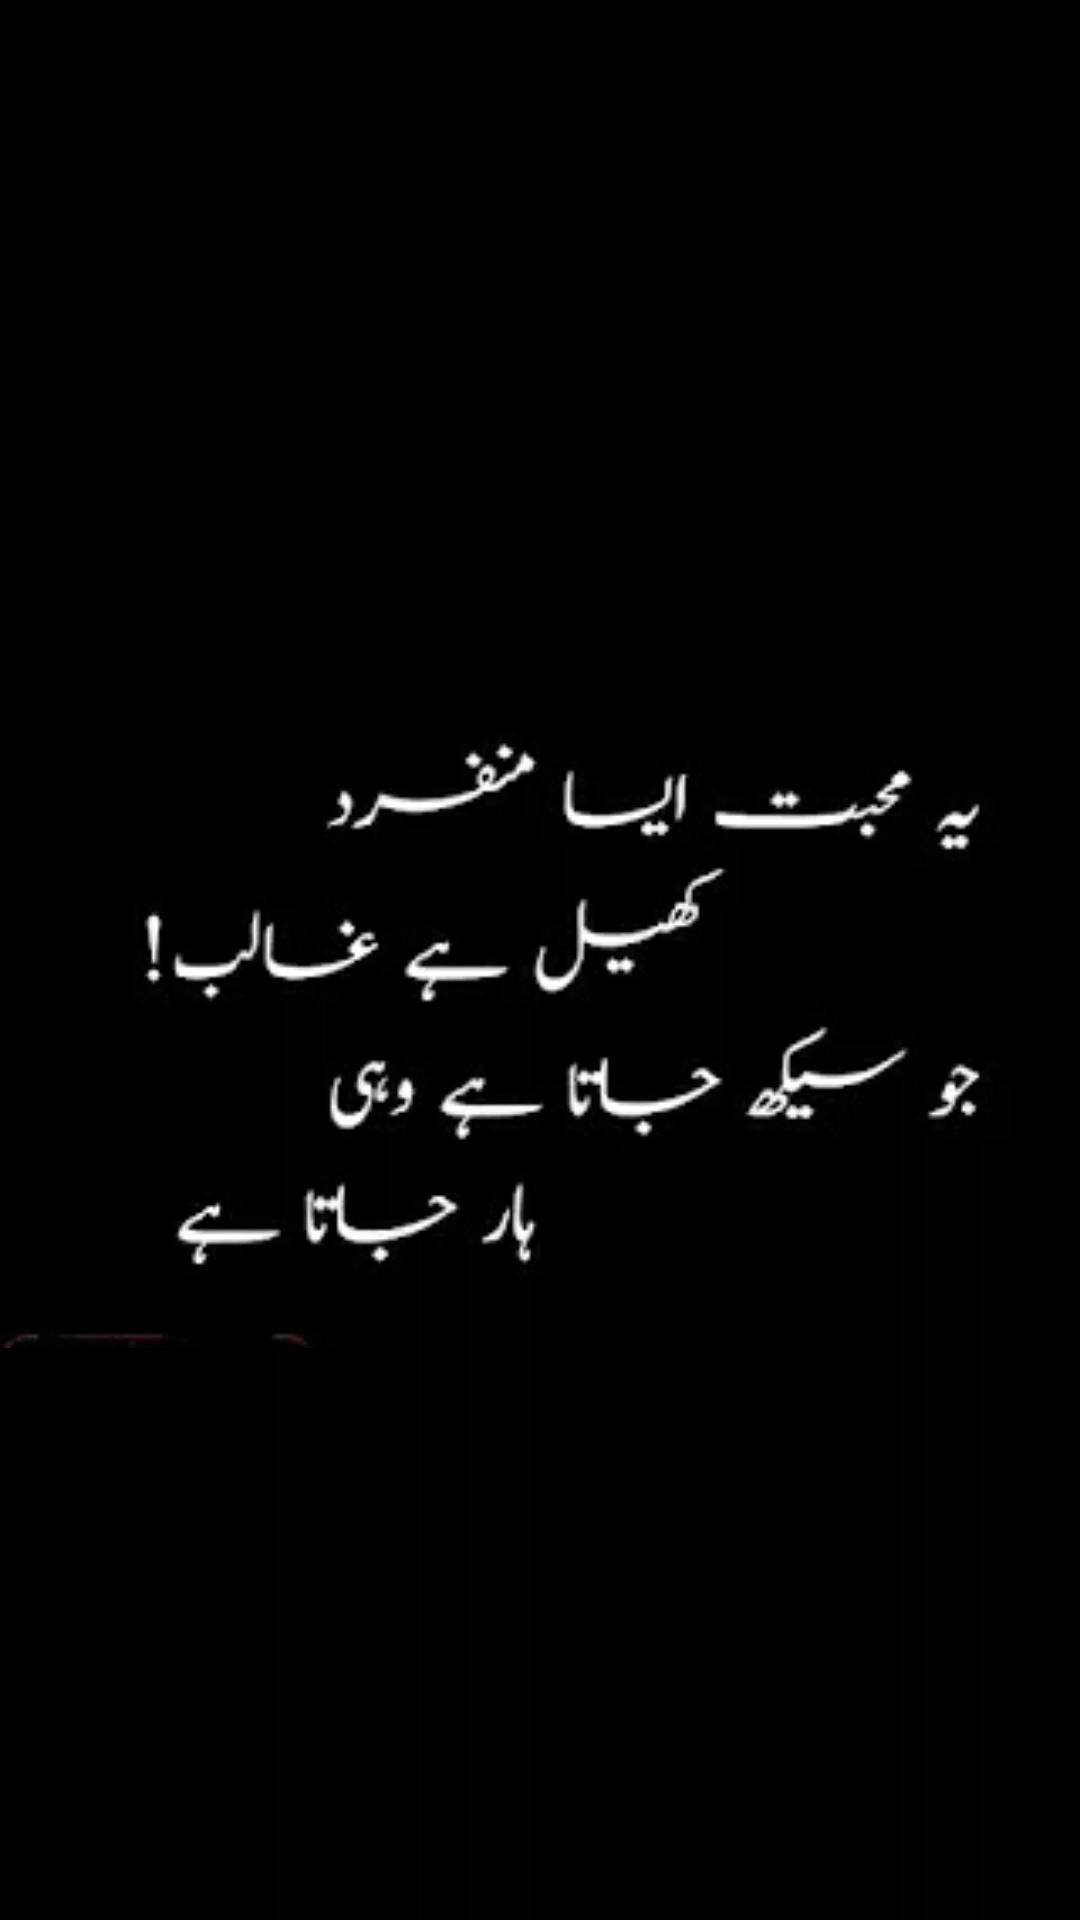 یہ محبت ایسا منفرد
کھیل ہے غالب!
جو سیکھ جاتا ہے وہی
ہار جاتا ہے